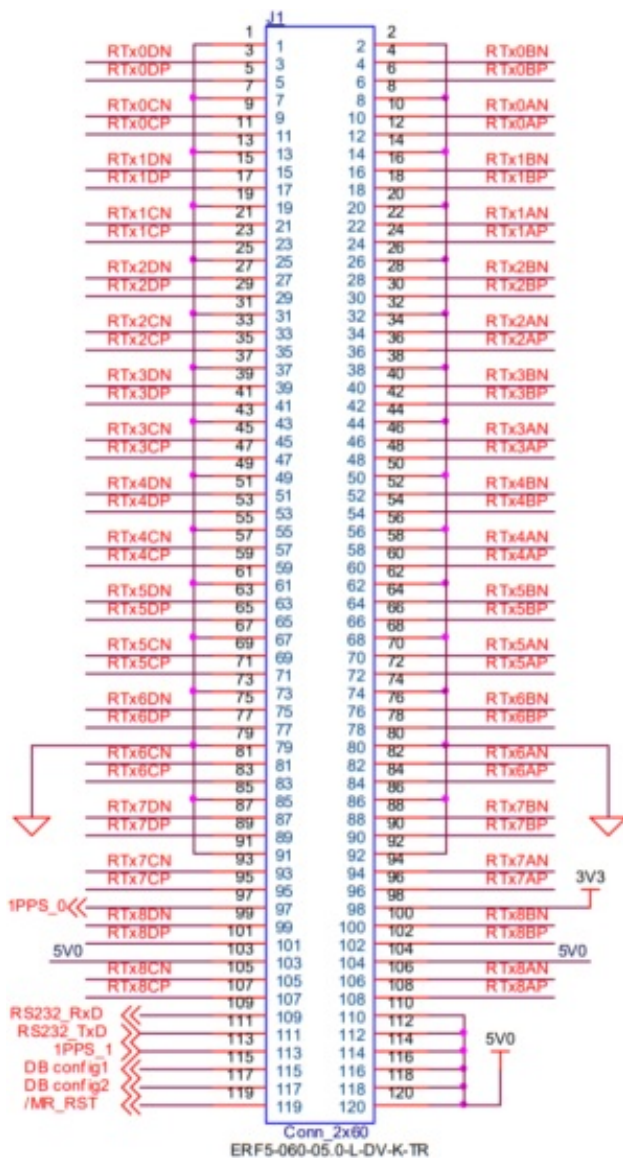 J1
1 2
RTx0DN 3 1 2 4 RTx0BN
RTx0DP 5 3 4 6 RTx0BP
7 5 6 8
RTx0CN 9 7 8 10 RTx0AN
RTx0CP 11 9 10 12 RTx0AP
13 11 12 14
RTx1DN 15 13 14 16 RTx1BN
RTx1DP 17 15 16 18 RTx1BP
19 17 18 20
RTx1CN 21 19 20 22 RTx1AN
RTx1CP 23 21 22 24 RTx1AP
25 23 24 26
RTx2DN 27 25 26 28 RTx2BN
RTx2DP 29 27 28 30 RTx2BP
31 29 30 32
RTx2CN 33 31 32 34 RTx2AN
RTx2CP 35 33 34 36 RTx2AP
37 35 36 38
RTx3DN 39 37 38 40 RTx3BN
RTx3DP 41 39 40 42 RTx3BP
43 41 42 44
RTx3CN 45 43 44 46 RTx3AN
RTx3CP 47 45 46 48 RTx3AP
49 47 48 50
RTx4DN 51 49 50 52 RTx4BN
RTx4DP 53 51 52 54 RTx4BP
55 53 54 56
RTx4CN 57 55 56 58 RTx4AN
RTx4CP 59 57 58 60 RTx4AP
61 59 60 62
RTx5DN 63 61 62 64 RTx5BN
RTx5DP 65 63 64 66 RTx5BP
67 65 66 68
RTx5CN 69 67 68 70 RTx5AN
RTx5CP 71 69 70 72 RTx5AP
73 71 72 74
RTx6DN 75 73 74 76 RTx6BN
RTx6DP 77 75 76 78 RTx6BP
79 77 78 80
RTx6CN 81 79 80 82 RTx6AN
RTx6CP 83 81 82 84 RTx6AP
85 83 84 86
RTx7DN 87 85 86 88 RTx7BN
RTx7DP 89 87 88 90 RTx7BP
91 89 90 92
RTx7CN 93 91 92 94 RTx7AN
RTx7CP 95 93 94 96 RTx7AP 3V3
97 95 96 98
1PPS_0 RTx8DN 99 97 98 100 RTx8BN
RTx8DP 101 99 100 102 RTx8BP
5V0 103 101 102 104 5V0
RTx8CN 105 103 104 106 RTx8AN
RTx8CP 107 105 106 108 RTx8AP
RS232_RxD 109 107 108 110
RS232_TxD 111 109 110 112
1PPS_1 113 111 112 114 5V0
DB config1 115 113 114 116
DB config2 117 115 116 118
/MR_RST 119 117 118 120
119 120
Conn_2x60
ERF5-060-05.0-L-DV-K-TR